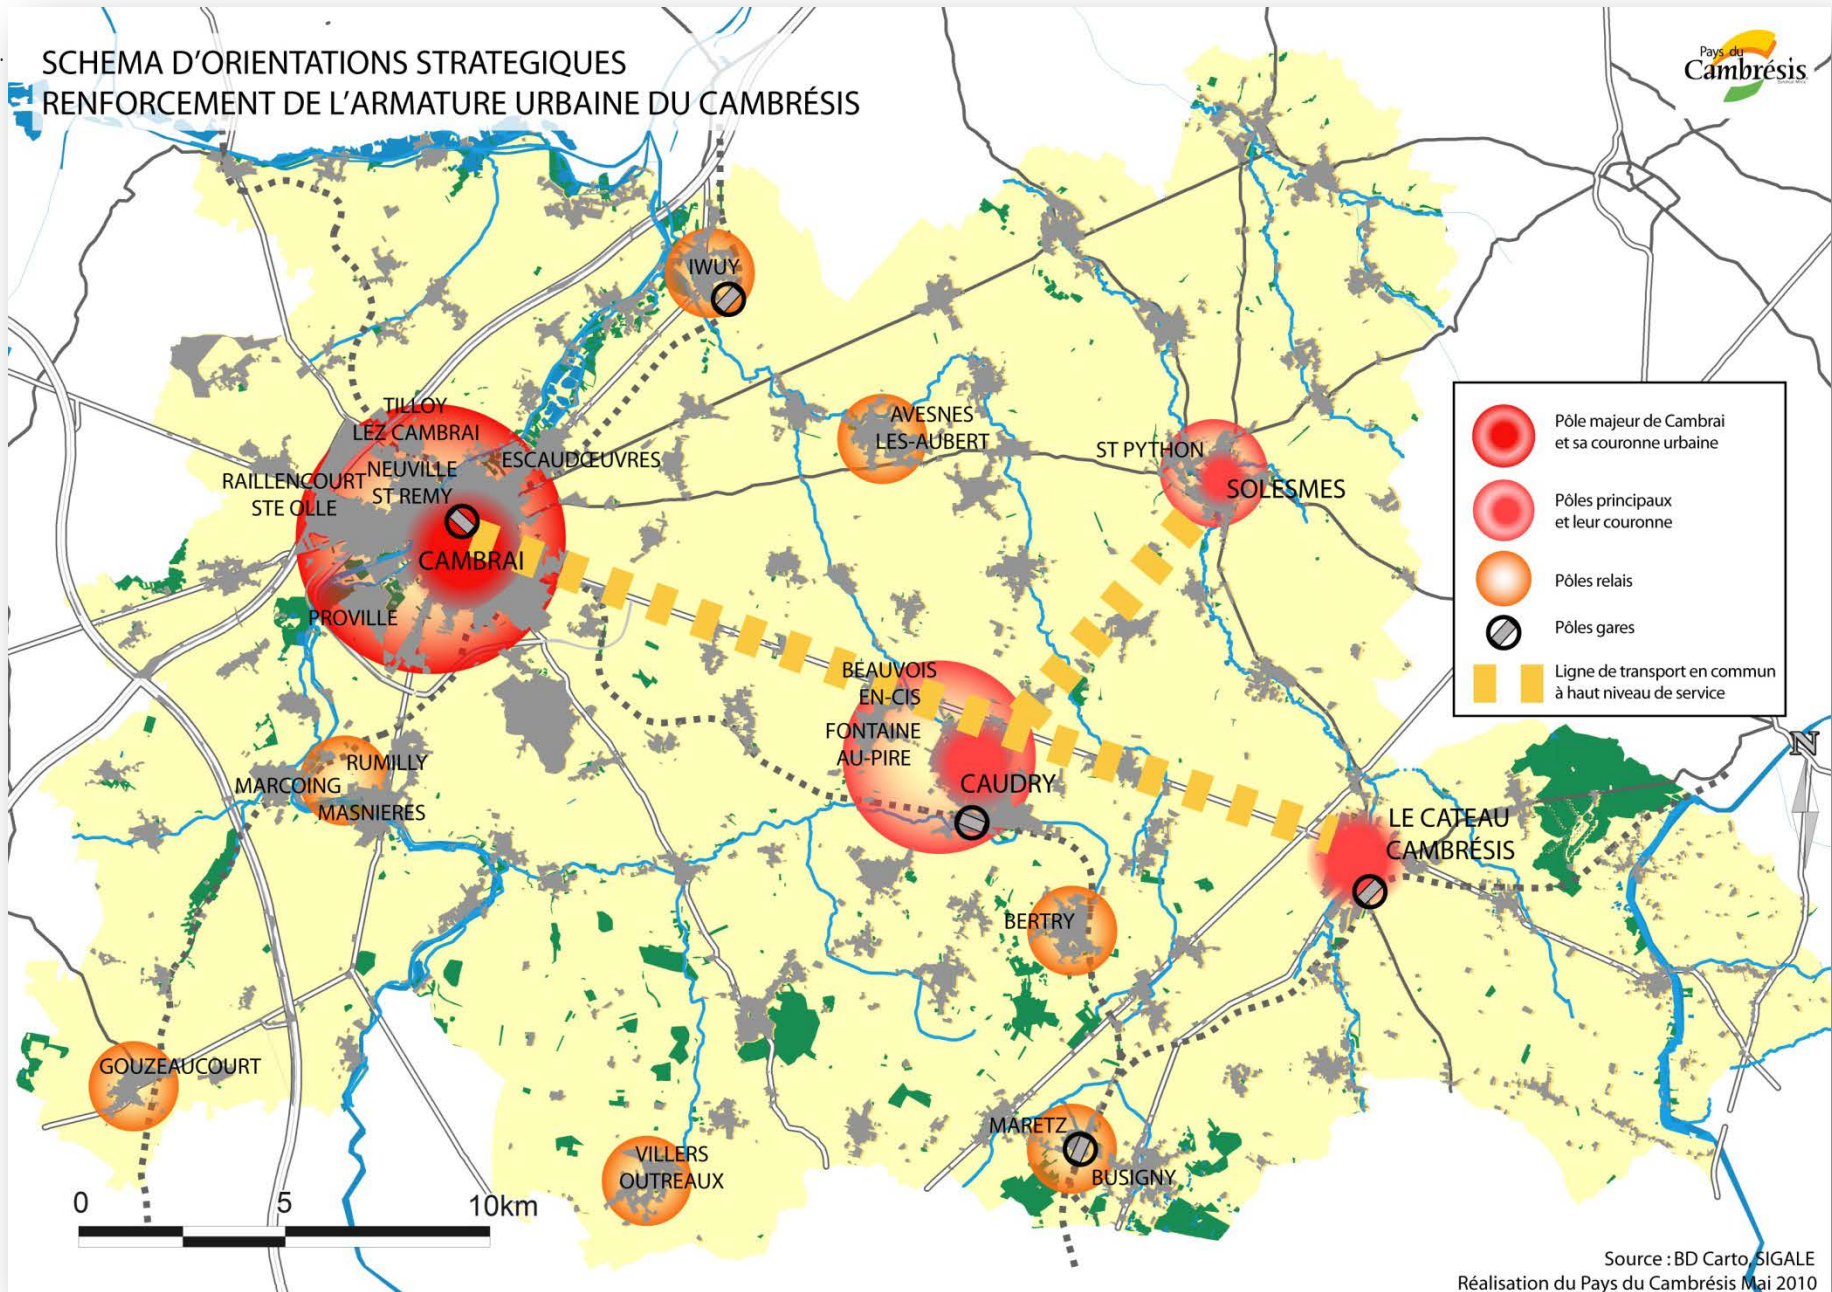 SCHEMA D'ORIENTATIONS STRATEGIQUES
RENFORCEMENT DE L'ARMATURE URBAINE DU CAMBRÉSIS
Pays du
Cambrésis
IWUY
TILLOY
LEZ CAMBRAI
AVESNES
LES-AUBERT
ESCAUDŒUVRES
NEUVILLE
ST REMY
RAILLENCOURT
STE OLLE
ST PYTHON
SOLESMES
CAMBRAI
PROVILLE
Pôle majeur de Cambrai
et sa couronne urbaine
Pôles principaux
et leur couronne
Pôles relais
Pôles gares
Ligne de transport en commun
à haut niveau de service
BEAUVOIS
EN-CIS
FONTAINE
AU-PIRE
CAUDRY
N
RUMILLY
MARCOING
MASNIERES
LE CATEAU
CAMBRÉSIS
BERTRY
GOUZEAUCOURT
MARETZ
BUSIGNY
VILLERS
OUTREAUX
0 5 10km
Source : BD Carto, SIGALE
Réalisation du Pays du Cambrésis Mai 2010